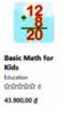 +12
8
20
Basic Math for
Kids
Education
43.900,00 ₫